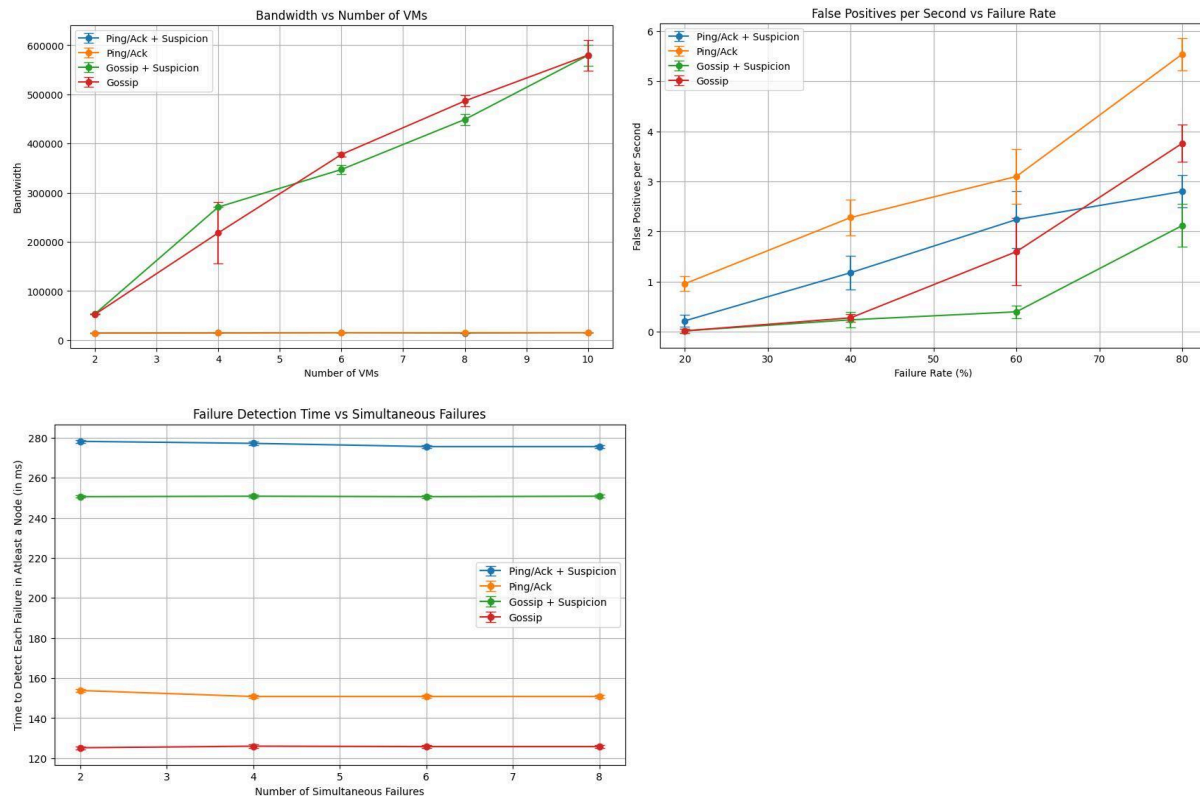 Bandwidth vs Number of VMs
Ping/Ack + Suspicion
Ping/Ack
Gossip + Suspicion
Gossip
Bandwidth
600000
500000
400000
300000
200000
100000
0
2
3
4
5
6
7
8
9
10
Number of VMs
False Positives per Second vs Failure Rate
Ping/Ack + Suspicion
Ping/Ack
Gossip + Suspicion
Gossip
False Positives per Second
6
5
4
3
2
1
0
20
30
40
50
60
70
80
Failure Rate (%)
Failure Detection Time vs Simultaneous Failures
Ping/Ack + Suspicion
Ping/Ack
Gossip + Suspicion
Gossip
Time to Detect Each Failure in Atleast a Node (in ms)
280
260
240
220
200
180
160
140
120
2
3
4
5
6
7
8
Number of Simultaneous Failures